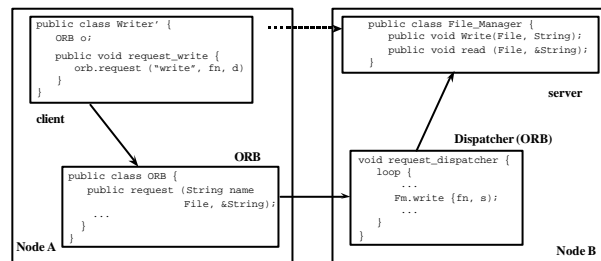 public class Writer' {
ORB o;
public void request_write {
orb.request ("write", fn, d)
}
}
client
public class File_Manager {
public void Write(File, String);
public void read (File, &String);
}
server
ORB
public class ORB {
public request (String name
File, &String);
...
}
}
Node A
Dispatcher (ORB)
void request_dispatcher {
loop {
...
Fm.write {fn, s);
...
}
}
Node B